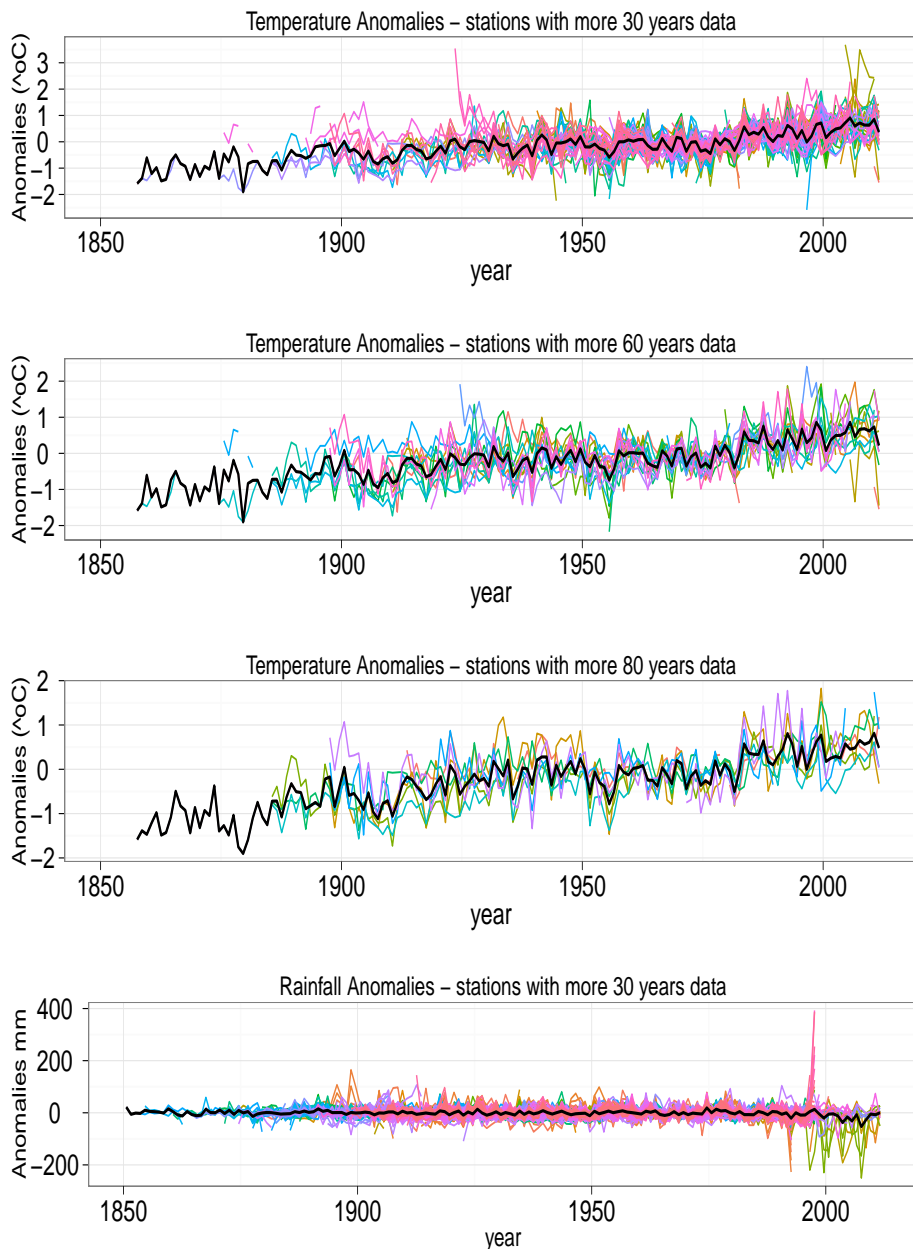 Temperature Anomalies – stations with more 30 years data
Anomalies (^oC)
3
2
1
0
−1
−2
1850 1900 1950 2000
year
Temperature Anomalies – stations with more 60 years data
Anomalies (^oC)
2
1
0
−1
−2
1850 1900 1950 2000
year
Temperature Anomalies – stations with more 80 years data
Anomalies (^oC)
2
1
0
−1
−2
1850 1900 1950 2000
year
Rainfall Anomalies – stations with more 30 years data
Anomalies mm
400
200
0
−200
1850 1900 1950 2000
year